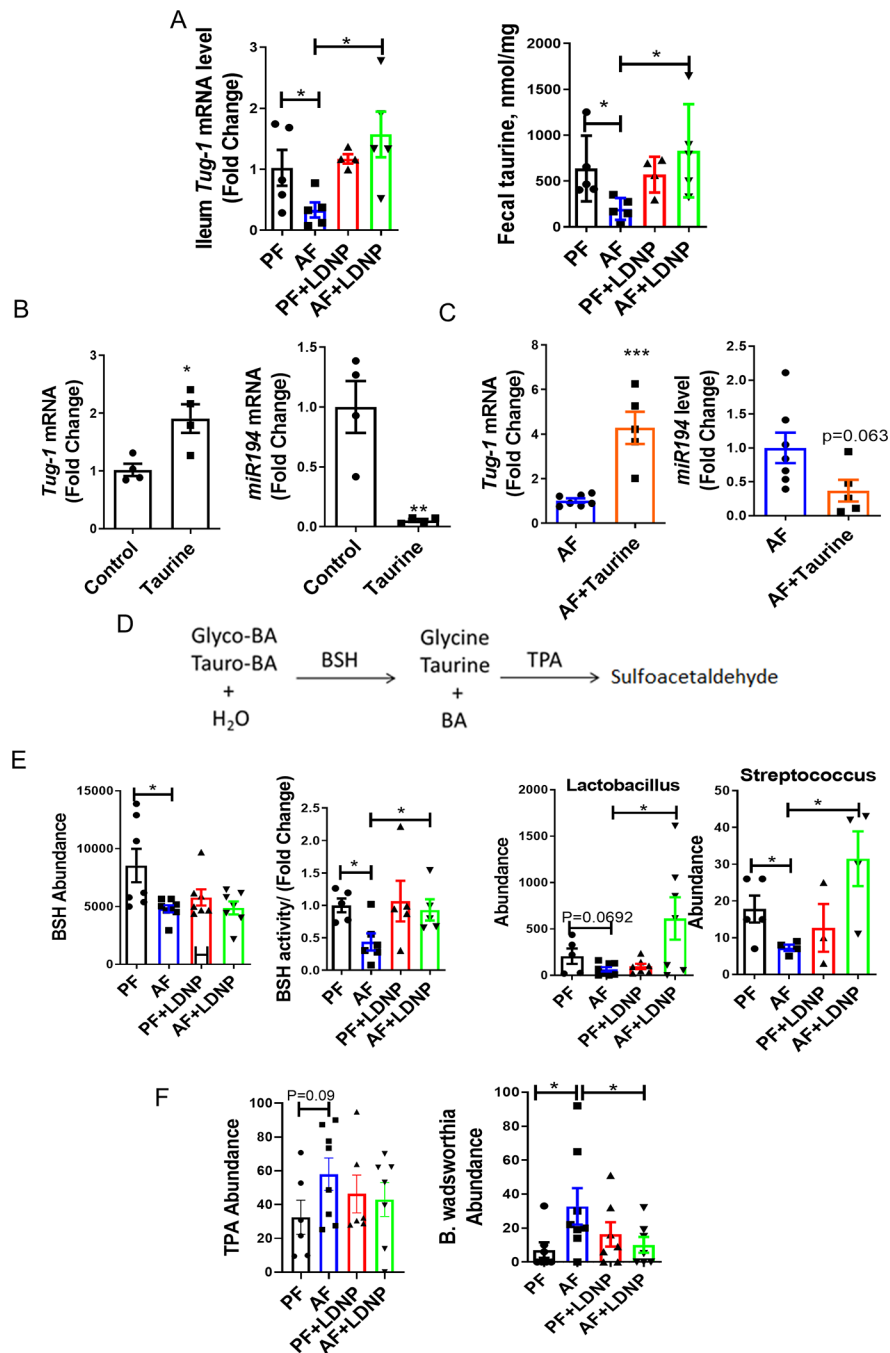 A
Ileum Tug-1 mRNA level
(Fold Change)
3
2
1
0
*
*
PF
AF
PF+LDNP
AF+LDNP
Fecal taurine, nmol/mg
2000
1500
1000
500
0
*
*
PF
AF
PF+LDNP
AF+LDNP
B
Tug-1 mRNA
(Fold Change)
3
2
1
0
*
Control
Taurine
miR194 mRNA
(Fold Change)
1.5
1.0
0.5
0.0
**
Control
Taurine
C
Tug-1 mRNA
(Fold Change)
6
4
2
0
8
***
AF
AF+Taurine
miR194 level
(Fold Change)
2.5
2.0
1.5
1.0
0.5
0.0
p=0.063
AF
AF+Taurine
D
Glyco-BA
Tauro-BA
+
H₂O
BSH
Glycine
Taurine
+
BA
TPA
Sulfoacetaldehyde
E
BSH Abundance
15000
10000
5000
0
*
PF
AF
PF+LDNP
AF+LDNP
BSH activity/ (Fold Change)
2.5
2.0
1.5
1.0
0.5
0.0
*
*
PF
AF
PF+LDNP
AF+LDNP
Lactobacillus
Abundance
2000
1500
1000
500
0
P=0.0692
*
PF
AF
PF+LDNP
AF+LDNP
Streptococcus
Abundance
50
40
30
20
10
0
*
*
PF
AF
PF+LDNP
AF+LDNP
F
TPA Abundance
100
80
60
40
20
0
P=0.09
PF
AF
PF+LDNP
AF+LDNP
B. wadsworthia
Abundance
100
80
60
40
20
0
*
*
PF
AF
PF+LDNP
AF+LDNP